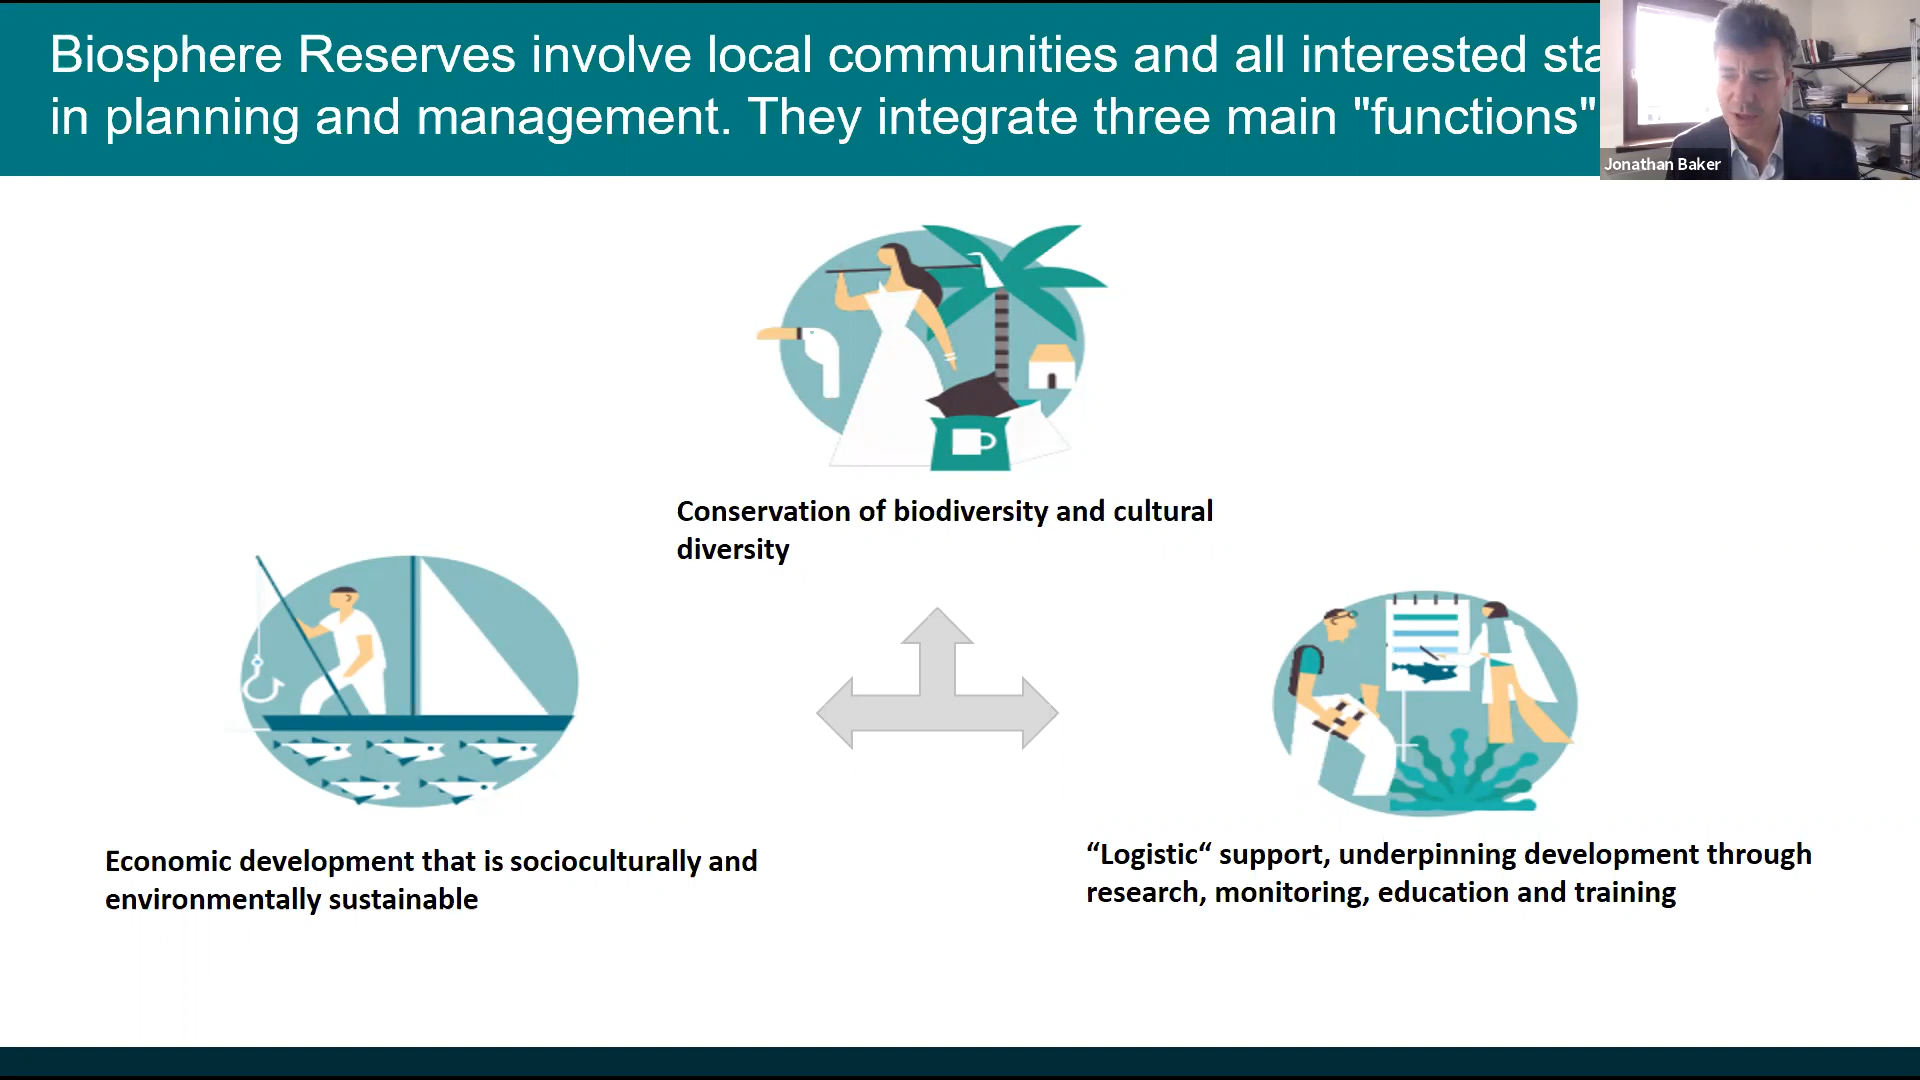 Biosphere Reserves involve local communities and all interested
in planning and management. They integrate three main "functions"
Jonathan Baker
Conservation of biodiversity and cultural
diversity
Economic development that is socioculturally and
environmentally sustainable
“Logistic“ support, underpinning development through
research, monitoring, education and training